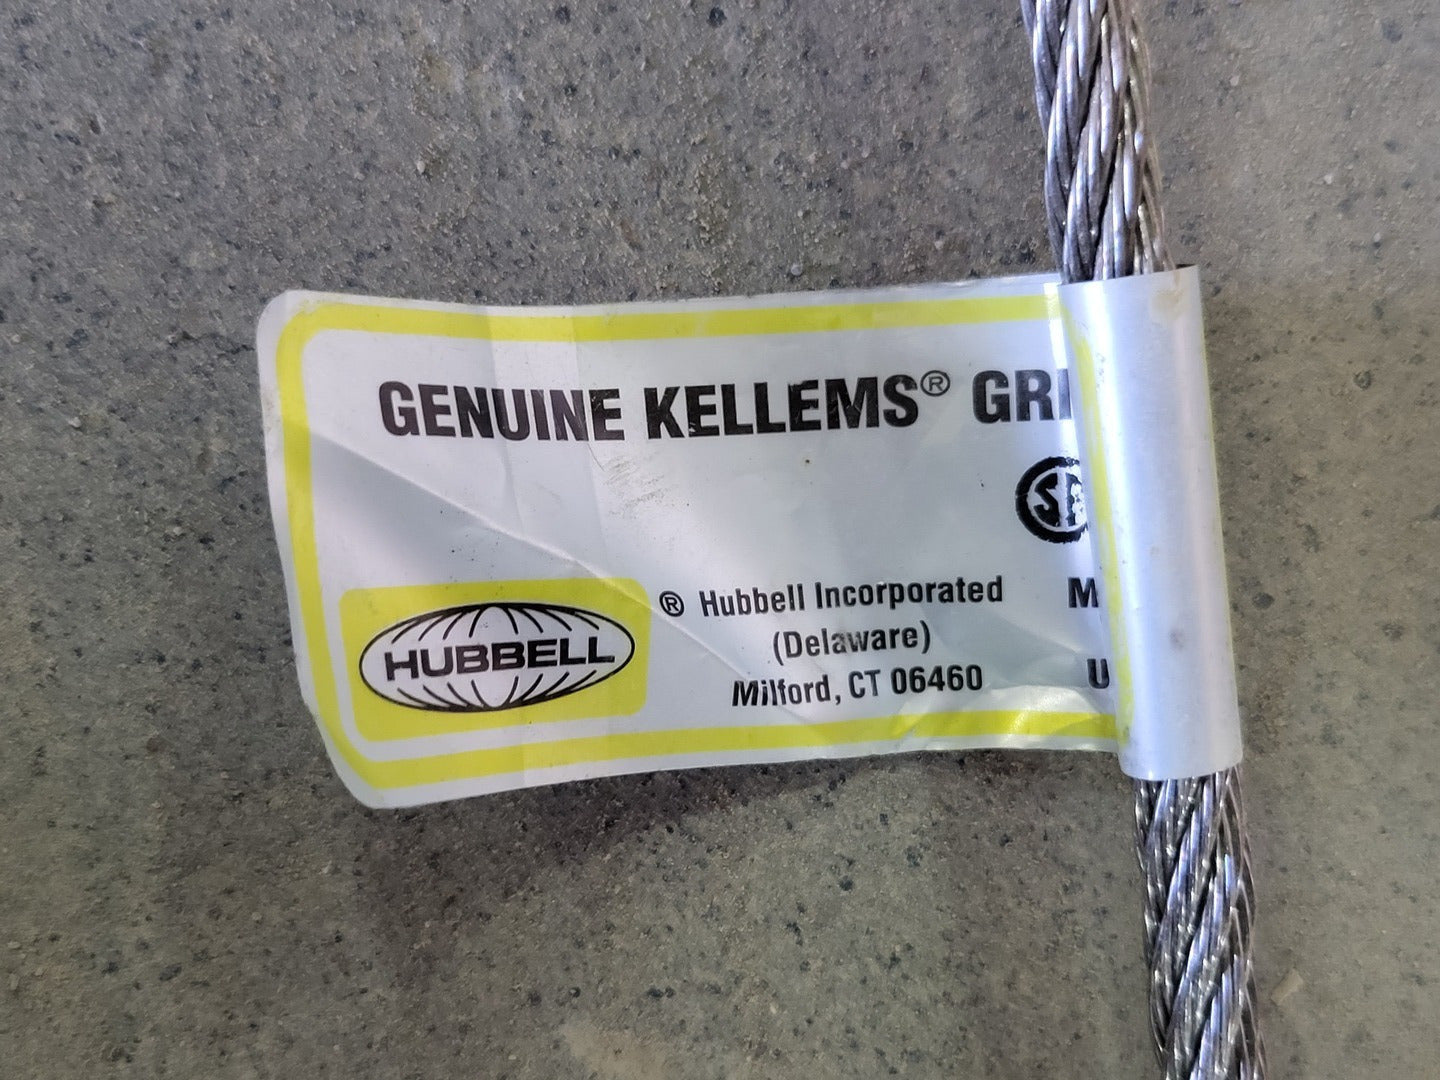 GENUINE KELLEMS® GRI
® Hubbell Incorporated
(Delaware)
Milford, CT 06460
M
U
HUBBELL